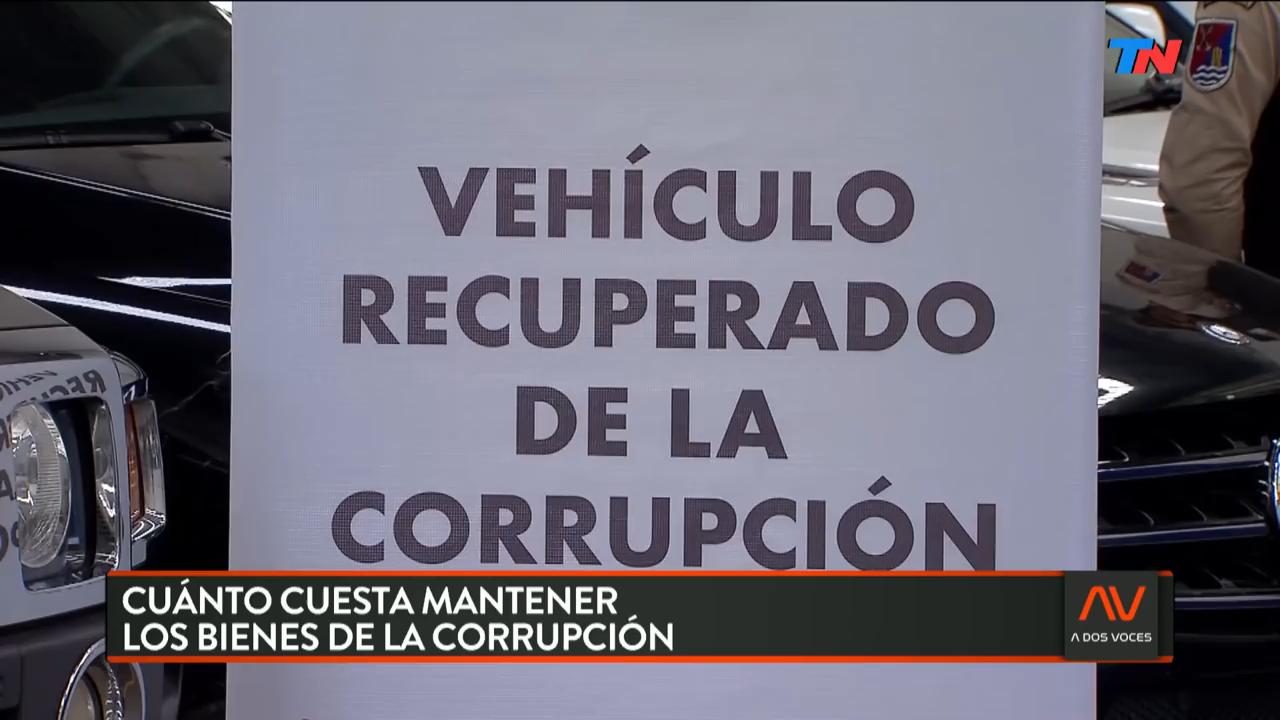 TN
VEHÍCULO
RECUPERADO
DE LA
CORRUPCIÓN
CUÁNTO CUESTA MANTENER
LOS BIENES DE LA CORRUPCIÓN
AV
A DOS VOCES